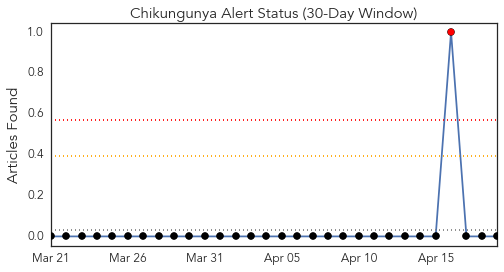 Chikungunya Alert Status (30-Day Window)
Articles Found
1.0
0.8
0.6
0.4
0.2
0.0
Mar 21 Mar 26 Mar 31 Apr 05 Apr 10 Apr 15